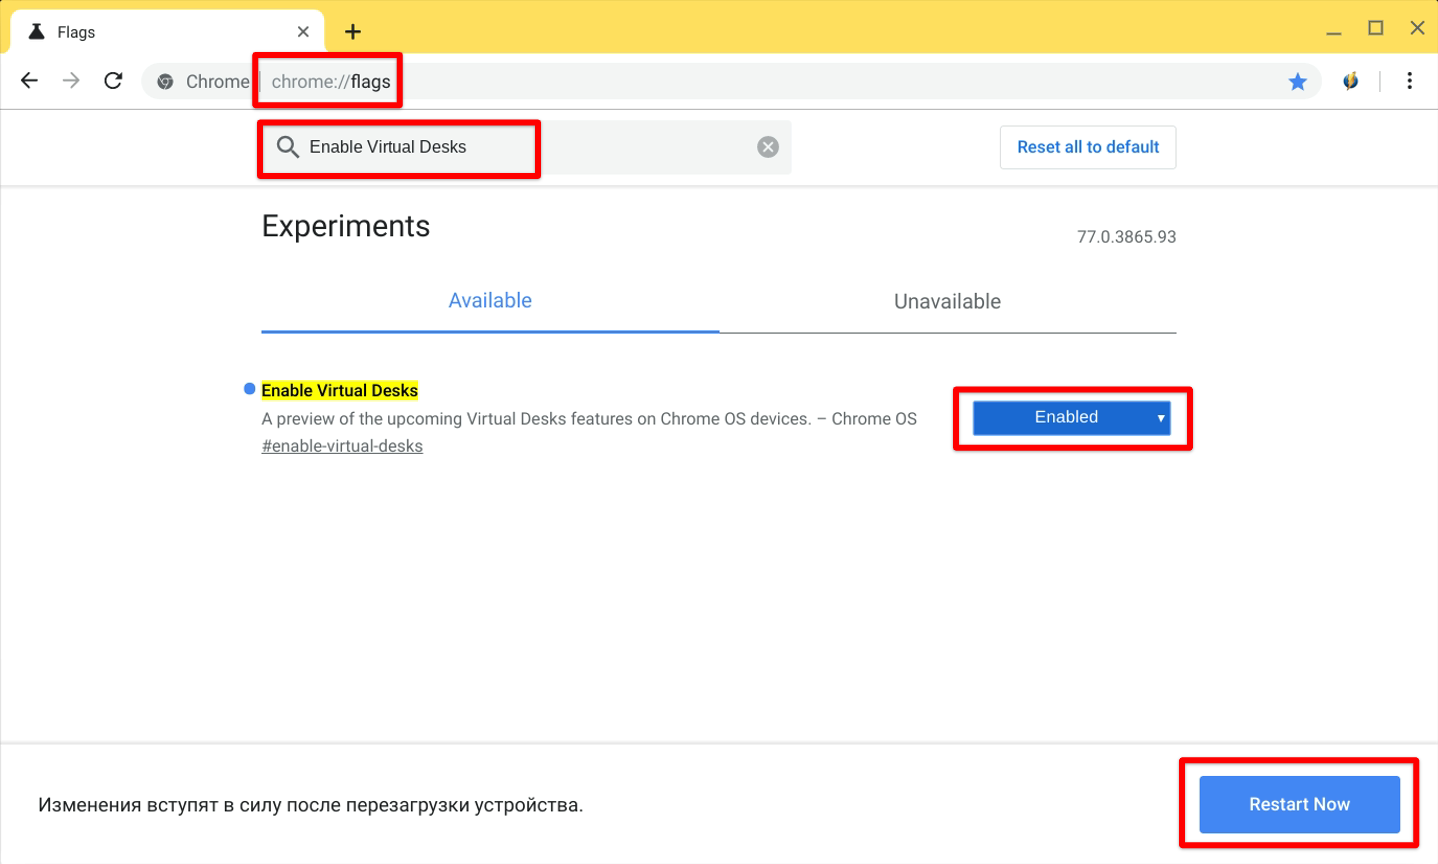 Flags
Chrome | chrome://flags
Enable Virtual Desks
Reset all to default
Experiments
77.0.3865.93
Available
Unavailable
Enable Virtual Desks
A preview of the upcoming Virtual Desks features on Chrome OS devices. – Chrome OS
#enable-virtual-desks
Enabled
Изменения вступят в силу после перезагрузки устройства.
Restart Now